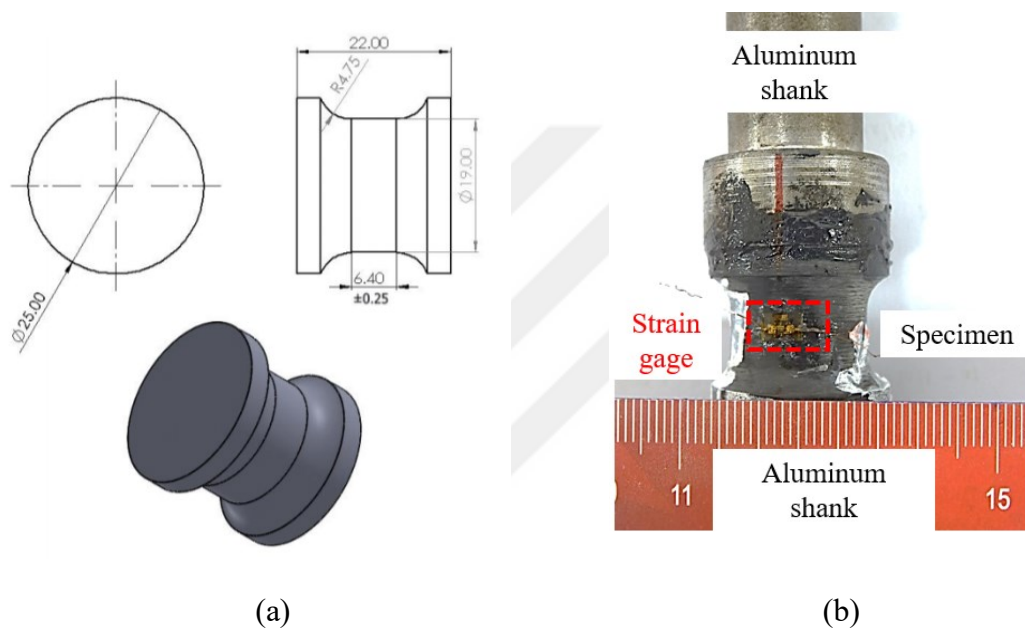 22.00
R4.75
Ø19.00
6.40
±0.25
Ø25.00
(a)
Aluminum
shank
Strain
gage
Specimen
11
15
Aluminum
shank
(b)